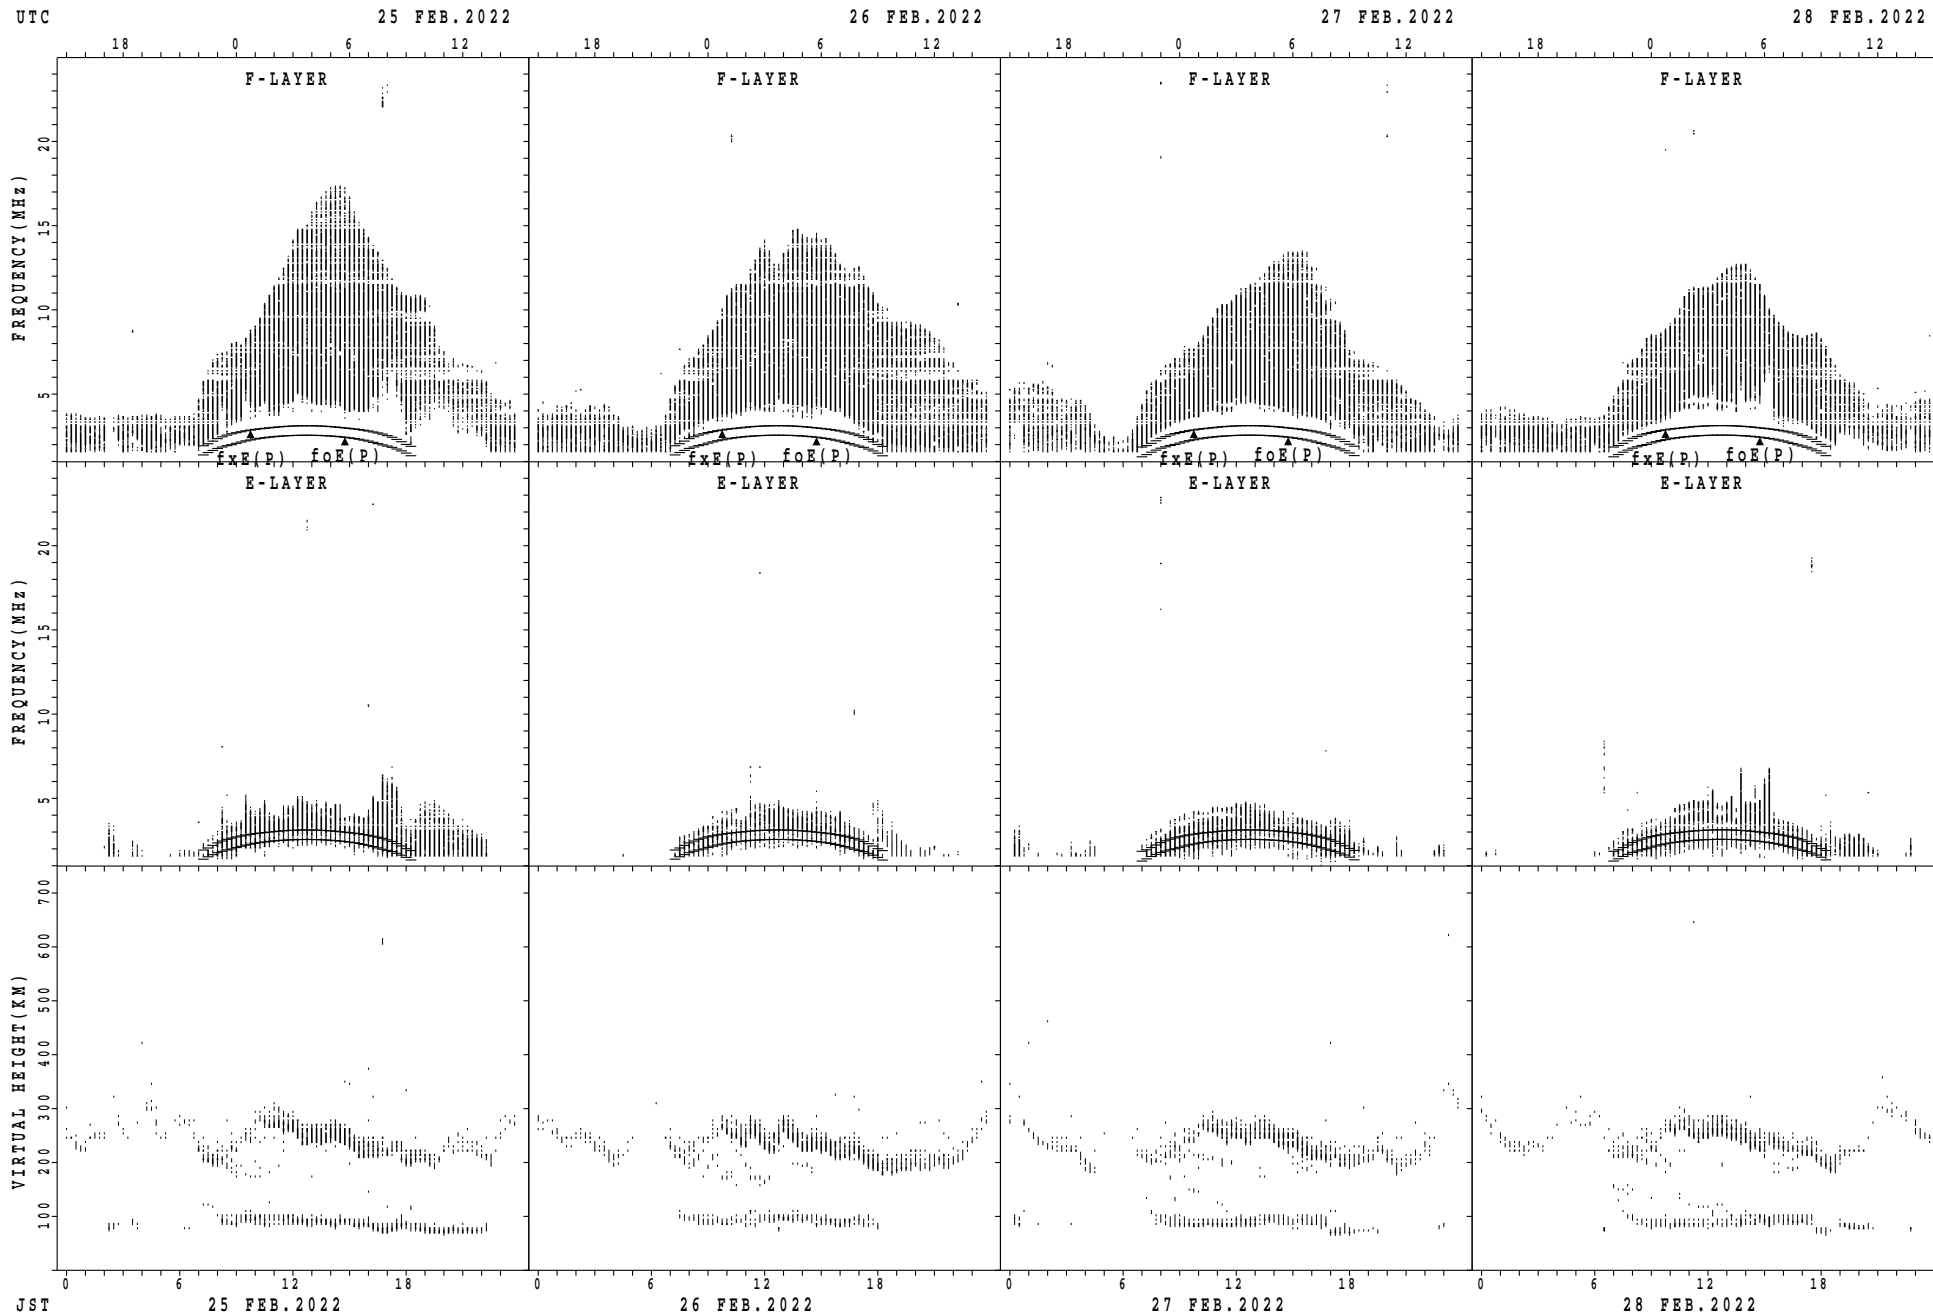 UTC 25 FEB.2022 26 FEB.2022 27 FEB.2022 28 FEB.2022
18 0 6 12 18 0 6 12 18 0 6 12 18 0 6 12
F-LAYER F-LAYER F-LAYER F-LAYER
FREQUENCY(MHz)
20
15
10
5
fxE(P) foE(P) fxE(P) foE(P) fxE(P) foE(P) fxE(P) foE(P)
E-LAYER E-LAYER E-LAYER E-LAYER
FREQUENCY(MHz)
20
15
10
5
VIRTUAL HEIGHT(KM)
700
600
500
400
300
200
100
0 6 12 18 0 6 12 18 0 6 12 18 0 6 12 18
JST 25 FEB.2022 26 FEB.2022 27 FEB.2022 28 FEB.2022